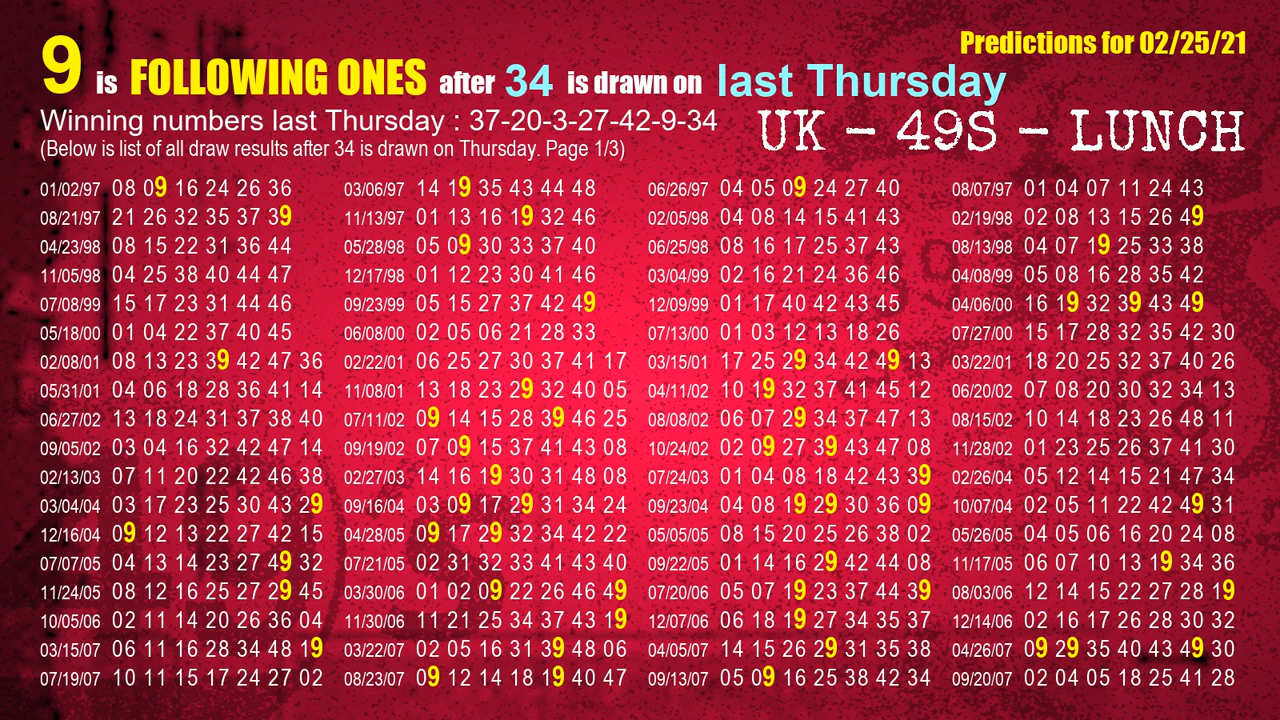 Predictions for 02/25/21
9 is FOLLOWING ONES after 34 is drawn on last Thursday
Winning numbers last Thursday : 37-20-3-27-42-9-34
UK - 49S - LUNCH
(Below is list of all draw results after 34 is drawn on Thursday. Page 1/3)
01/02/97 08 09 16 24 26 36 03/06/97 14 19 35 43 44 48 06/26/97 04 05 09 24 27 40 08/07/97 01 04 07 11 24 43
08/21/97 21 26 32 35 37 39 11/13/97 01 13 16 19 32 46 02/05/98 04 08 14 15 41 43 02/19/98 02 08 13 15 26 49
04/23/98 08 15 22 31 36 44 05/28/98 05 09 30 33 37 40 06/25/98 08 16 17 25 37 43 08/13/98 04 07 19 25 33 38
11/05/98 04 25 38 40 44 47 12/17/98 01 12 23 30 41 46 03/04/99 02 16 21 24 36 46 04/08/99 05 08 16 28 35 42
07/08/99 15 17 23 31 44 46 09/23/99 05 15 27 37 42 49 12/09/99 01 17 40 42 43 45 04/06/00 16 19 32 39 43 49
05/18/00 01 04 22 37 40 45 06/08/00 02 05 06 21 28 33 07/13/00 01 03 12 13 18 26 07/27/00 15 17 28 32 35 42 30
02/08/01 08 13 23 39 42 47 36 02/22/01 06 25 27 30 37 41 17 03/15/01 17 25 29 34 42 49 13 03/22/01 18 20 25 32 37 40 26
05/31/01 04 06 18 28 36 41 14 11/08/01 13 18 23 29 32 40 05 04/11/02 10 19 32 37 41 45 12 06/20/02 07 08 20 30 32 34 13
06/27/02 13 18 24 31 37 38 40 07/11/02 09 14 15 28 39 46 25 08/08/02 06 07 29 34 37 47 13 08/15/02 10 14 18 23 26 48 11
09/05/02 03 04 16 32 42 47 14 09/19/02 07 09 15 37 41 43 08 10/24/02 02 09 27 39 43 47 08 11/28/02 01 23 25 26 37 41 30
02/13/03 07 11 20 22 42 46 38 02/27/03 14 16 19 30 31 48 08 07/24/03 01 04 08 18 42 43 39 02/26/04 05 12 14 15 21 47 34
03/04/04 03 17 23 25 30 43 29 09/16/04 03 09 17 29 31 34 24 09/23/04 04 08 19 29 30 36 09 10/07/04 02 05 11 22 42 49 31
12/16/04 09 12 13 22 27 42 15 04/28/05 09 17 29 32 34 42 22 05/05/05 08 15 20 25 26 38 02 05/26/05 04 05 06 16 20 24 08
07/07/05 04 13 14 23 27 49 32 07/21/05 02 31 32 33 41 43 40 09/22/05 01 14 16 29 42 44 08 11/17/05 06 07 10 13 19 34 36
11/24/05 08 12 16 25 27 29 45 03/30/06 01 02 09 22 26 46 49 07/20/06 05 07 19 23 37 44 39 08/03/06 12 14 15 22 27 28 19
10/05/06 02 11 14 20 26 36 04 11/30/06 11 21 25 34 37 43 19 12/07/06 06 18 19 27 34 35 37 12/14/06 02 16 17 26 28 30 32
03/15/07 06 11 16 28 34 48 19 03/22/07 02 05 16 31 39 48 06 04/05/07 14 15 26 29 31 35 38 04/26/07 09 29 35 40 43 49 30
07/19/07 10 11 15 17 24 27 02 08/23/07 09 12 14 18 19 40 47 09/13/07 05 09 16 25 38 42 34 09/20/07 02 04 05 18 25 41 28